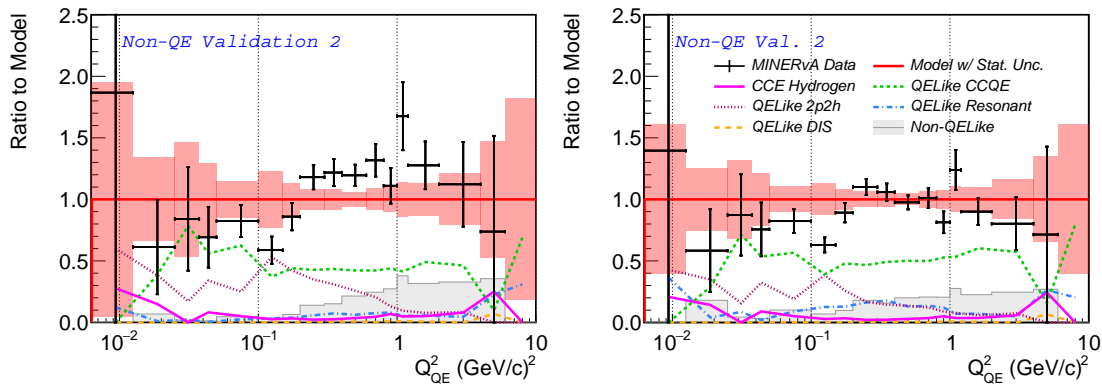 Ratio to Model
2.5
2.0
1.5
1.0
0.5
0.0
Non-QE Validation 2
10⁻²
10⁻¹
1
10
Q²QE (GeV/c)²
Ratio to Model
2.5
2.0
1.5
1.0
0.5
0.0
Non-QE Val. 2
MINERvA Data
Model w/ Stat. Unc.
CCE Hydrogen
QELike CCQE
QELike 2p2h
QELike Resonant
QELike DIS
Non-QELike
10⁻²
10⁻¹
1
10
Q²QE (GeV/c)²